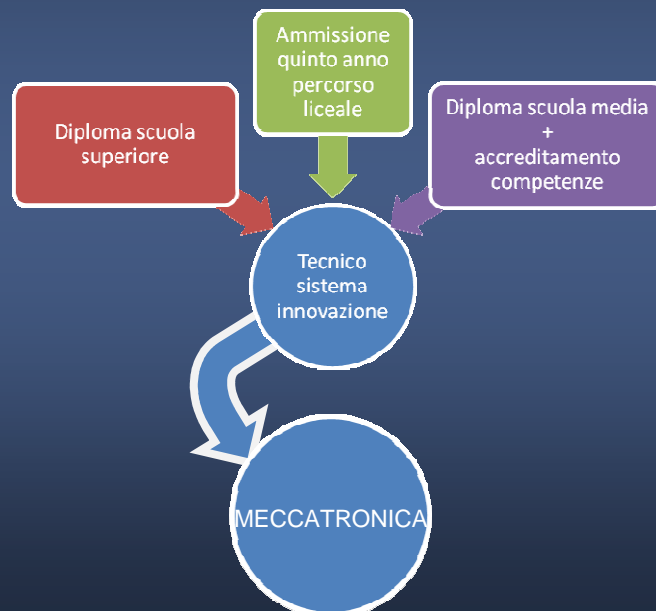 Ammissione
quinto anno
percorso
liceale
Diploma scuola
superiore
Diploma scuola media
+
accreditamento
competenze
Tecnico
sistema
innovazione
MECCATRONICA